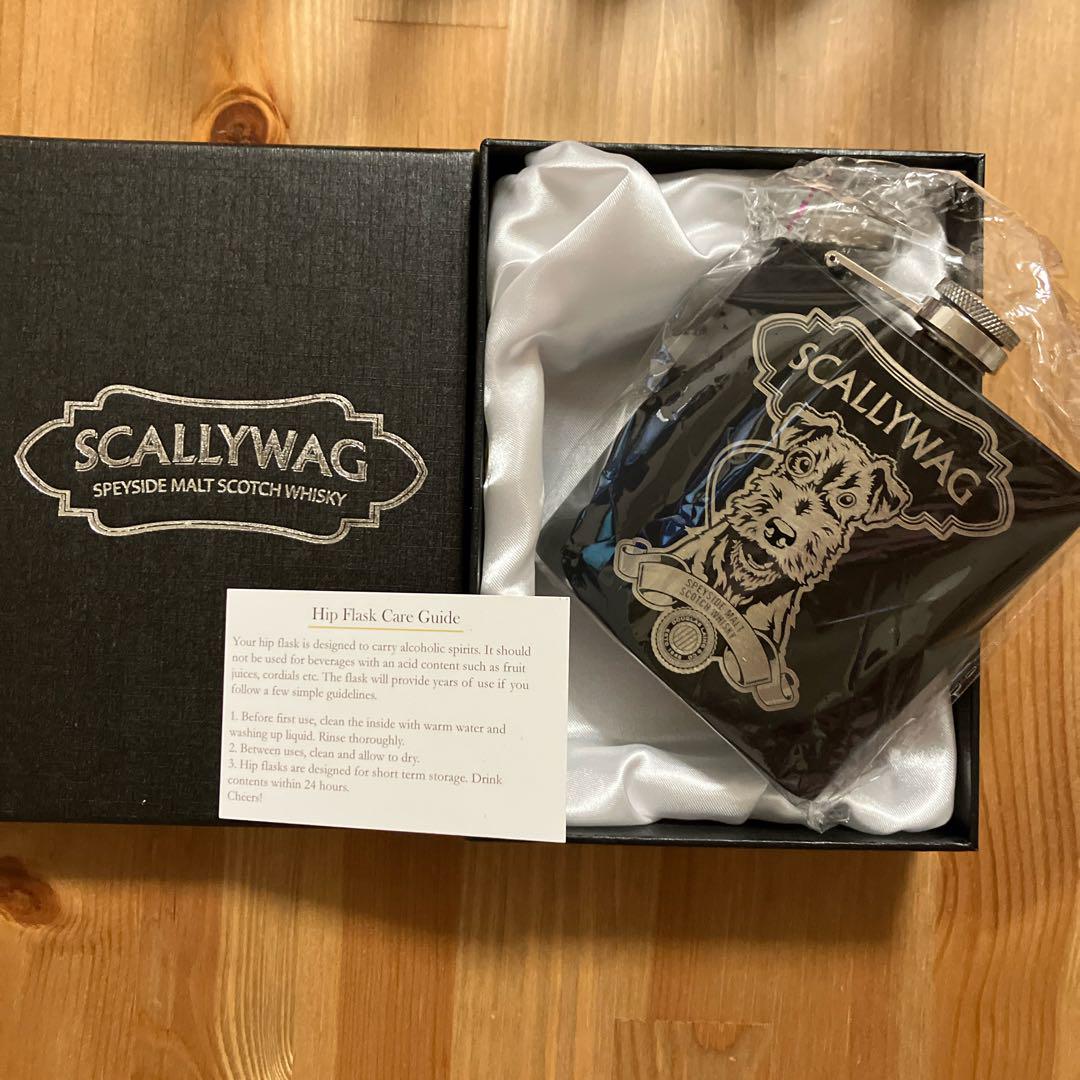 SCALLYWAG
SPEYSIDE MALT SCOTCH WHISKY
SCALLYWAG
SPEYSIDE MALT
SCOTCH WHISKY
Hip Flask Care Guide
Your hip flask is designed to carry alcoholic spirits. It should
not be used for beverages with an acid content such as fruit
juices, cordials etc. The flask will provide years of use if you
follow a few simple guidelines.
1. Before first use, clean the inside with warm water and
washing up liquid. Rinse thoroughly.
2. Between uses, clean and allow to dry.
3. Hip flasks are designed for short term storage. Drink
contents within 24 hours.
Cheers!